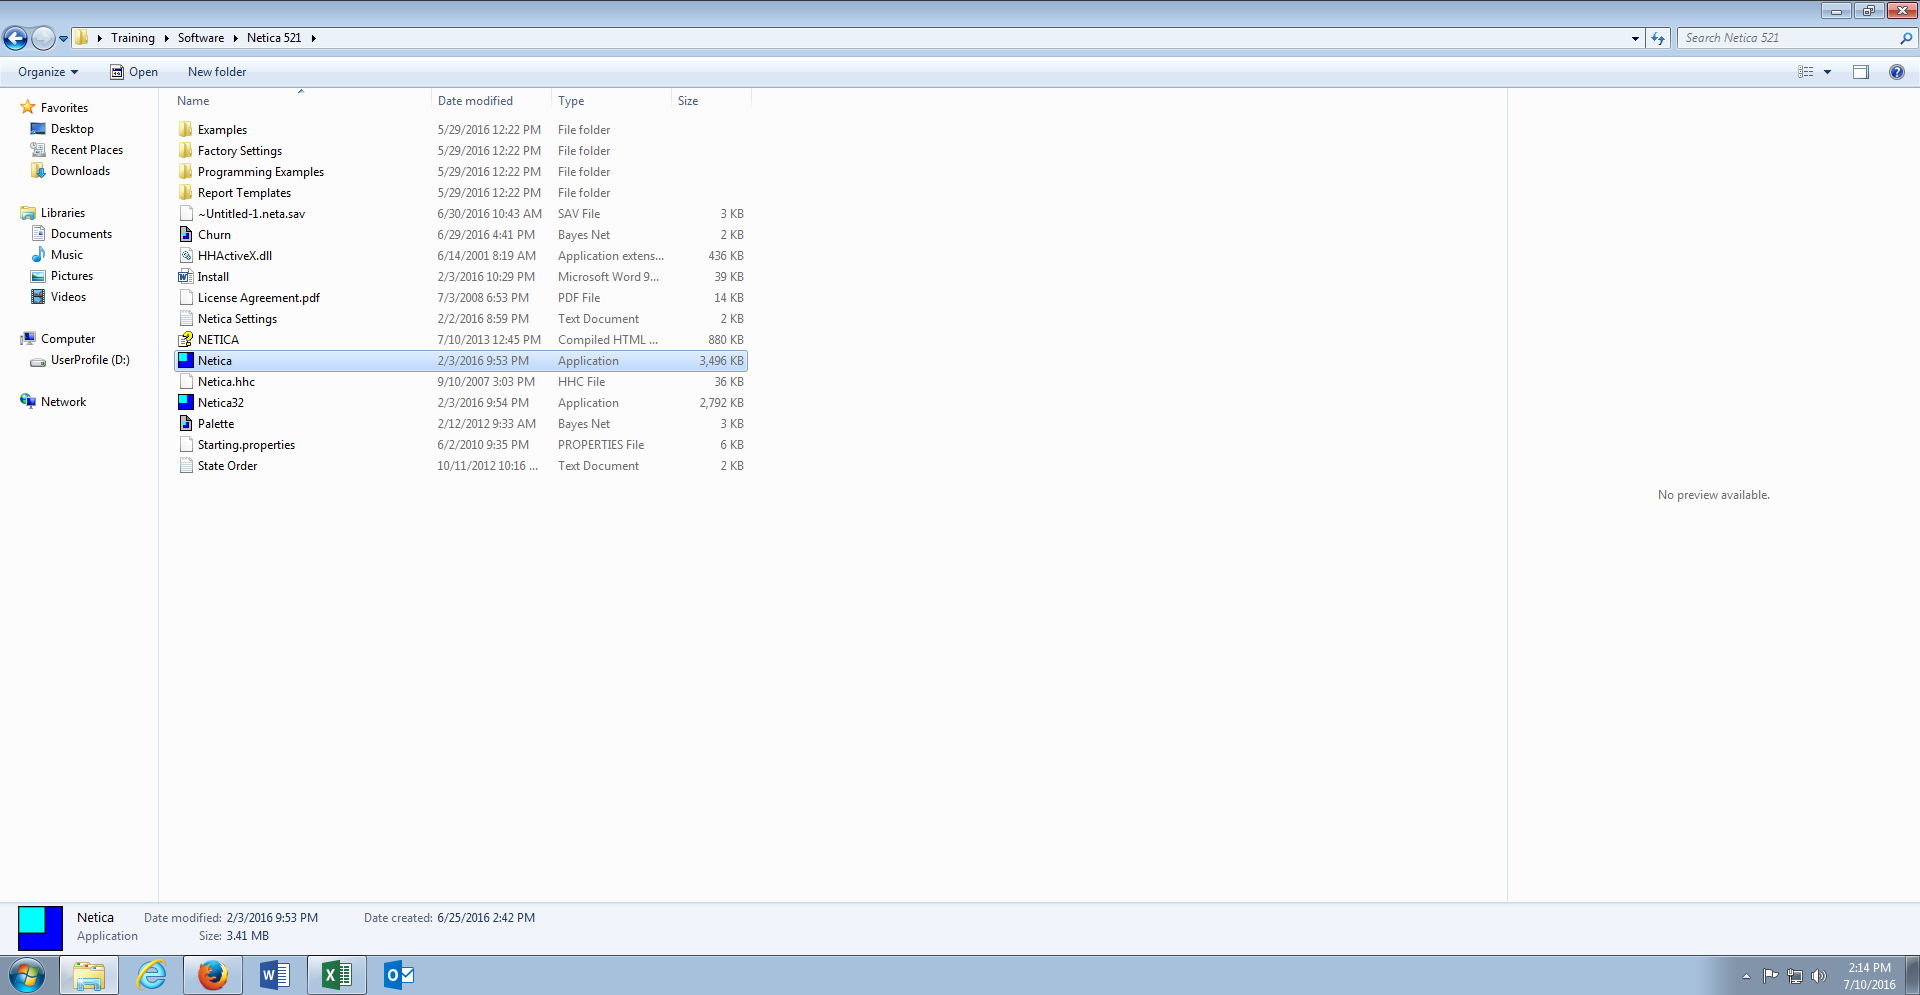 Training Software Netica 521
Search Netica 521
Organize Open New folder
Name Date modified Type Size
Favorites
Desktop
Recent Places
Downloads
Libraries
Documents
Music
Pictures
Videos
Computer
UserProfile (D:)
Network
Examples 5/29/2016 12:22 PM File folder
Factory Settings 5/29/2016 12:22 PM File folder
Programming Examples 5/29/2016 12:22 PM File folder
Report Templates 5/29/2016 12:22 PM File folder
~Untitled-1.neta.sav 6/30/2016 10:43 AM SAV File 3 KB
Churn 6/29/2016 4:41 PM Bayes Net 2 KB
HHActiveX.dll 6/14/2001 8:19 AM Application extens... 436 KB
Install 2/3/2016 10:29 PM Microsoft Word 9... 39 KB
License Agreement.pdf 7/3/2008 6:53 PM PDF File 14 KB
Netica Settings 2/2/2016 8:59 PM Text Document 2 KB
NETICA 7/10/2013 12:45 PM Compiled HTML ... 880 KB
Netica 2/3/2016 9:53 PM Application 3,496 KB
Netica.hhc 9/10/2007 3:03 PM HHC File 36 KB
Netica32 2/3/2016 9:54 PM Application 2,792 KB
Palette 2/12/2012 9:33 AM Bayes Net 3 KB
Starting.properties 6/2/2010 9:35 PM PROPERTIES File 6 KB
State Order 10/11/2012 10:16 ... Text Document 2 KB
No preview available.
Netica Date modified: 2/3/2016 9:53 PM Date created: 6/25/2016 2:42 PM
Application Size: 3.41 MB
2:14 PM
7/10/2016